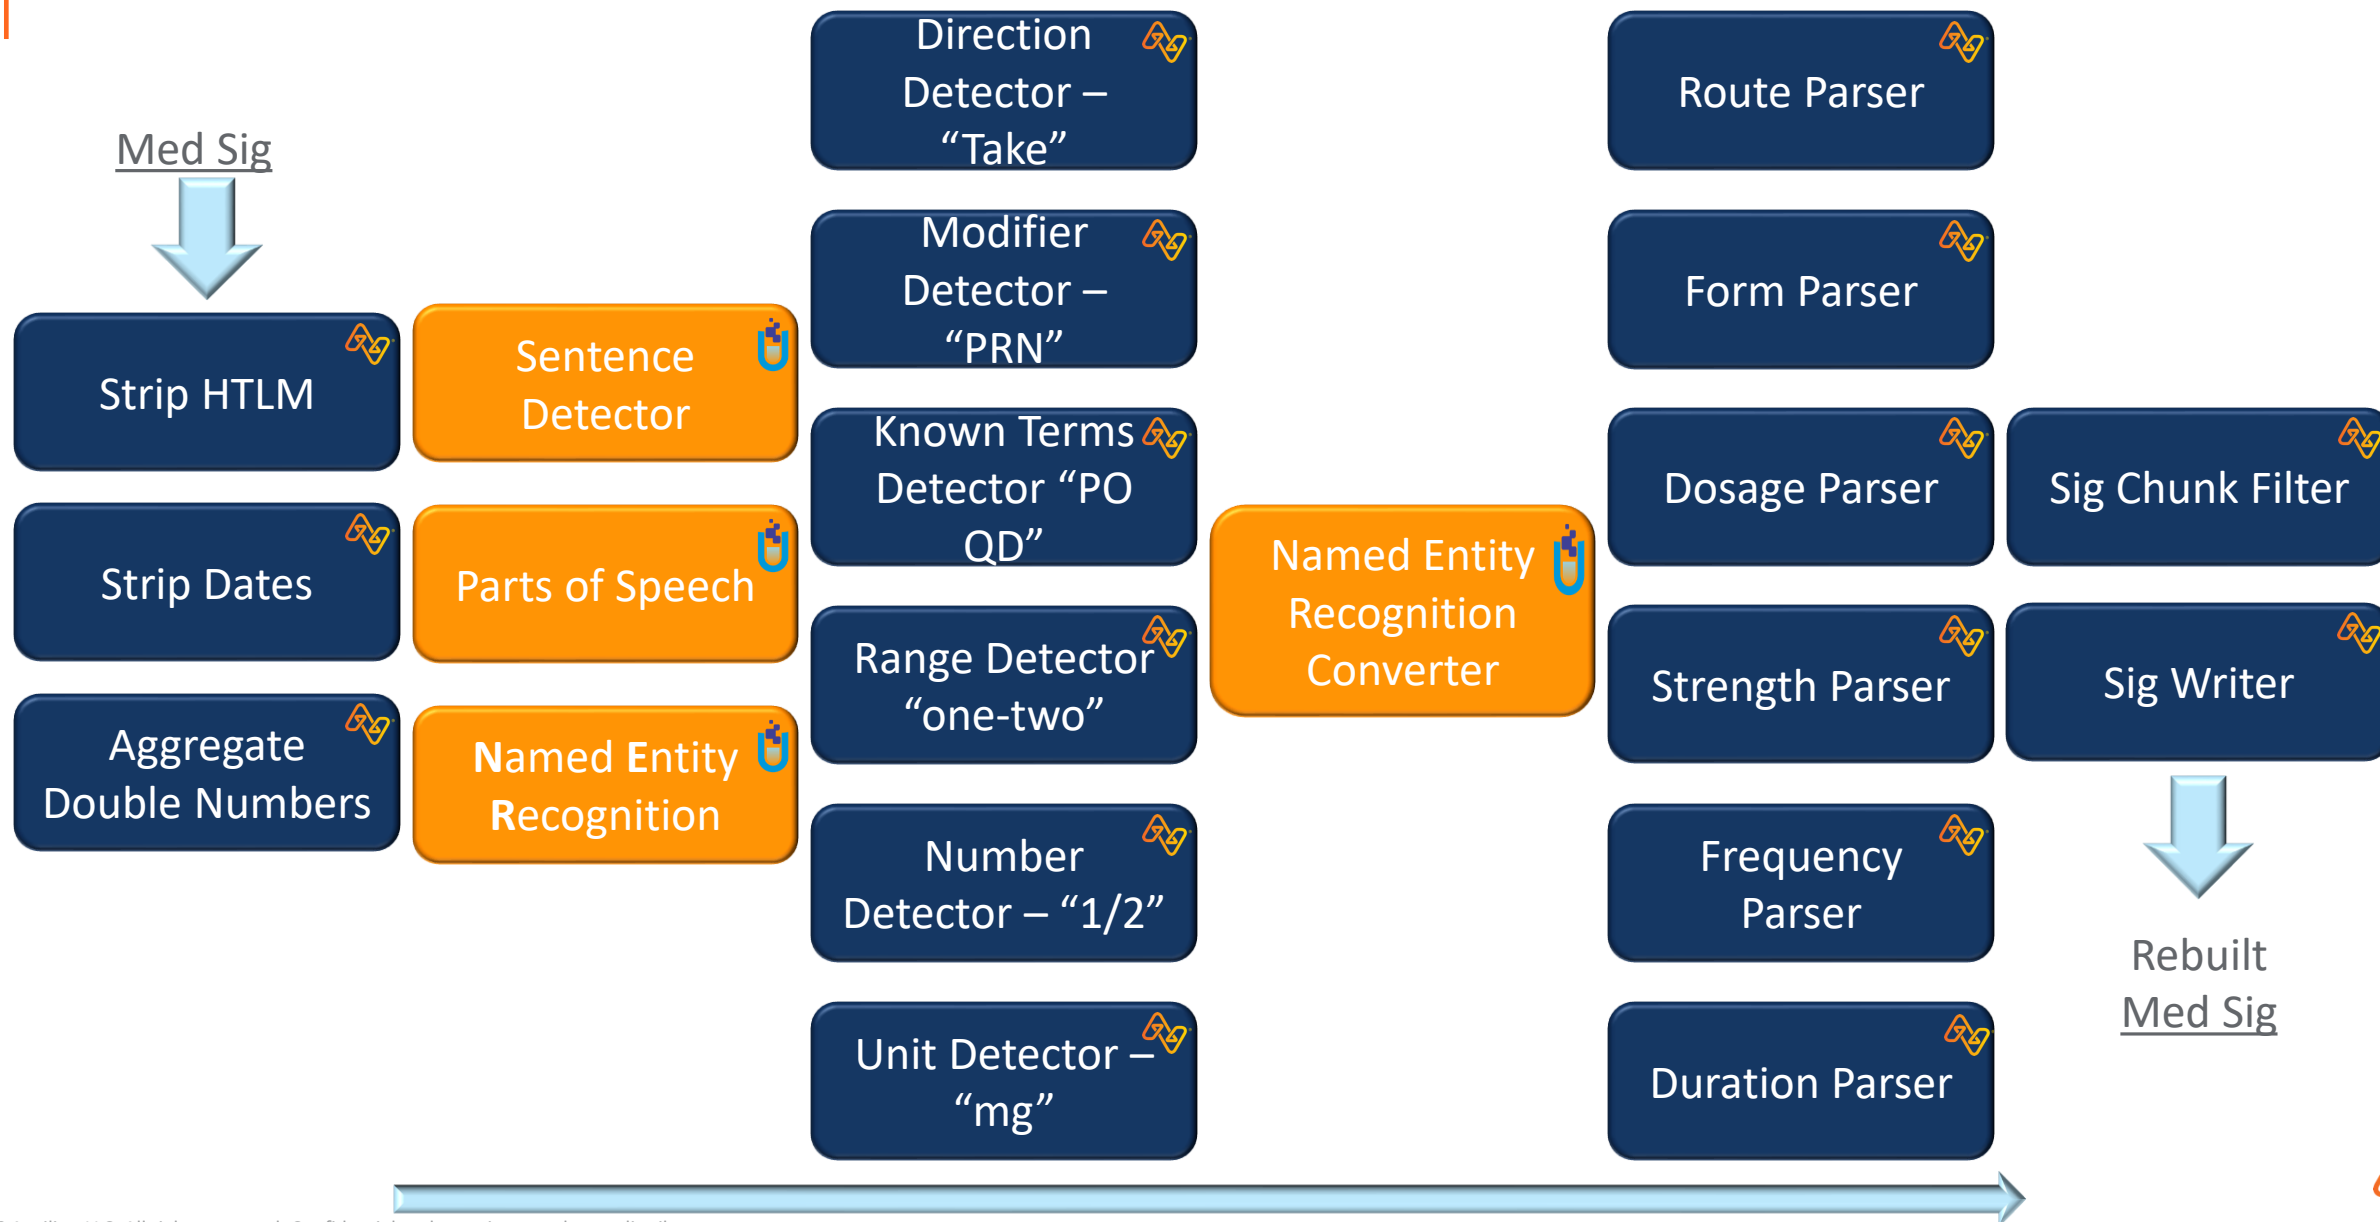 Med Sig
Strip HTLM
Strip Dates
Aggregate
Double Numbers
Sentence
Detector
Parts of Speech
Named Entity
Recognition
Direction
Detector –
“Take”
Modifier
Detector –
“PRN”
Known Terms
Detector “PO
QD”
Range Detector
“one-two”
Number
Detector – “1/2”
Unit Detector –
“mg”
Named Entity
Recognition
Converter
Route Parser
Form Parser
Dosage Parser
Strength Parser
Frequency
Parser
Duration Parser
Sig Chunk Filter
Sig Writer
Rebuilt
Med Sig